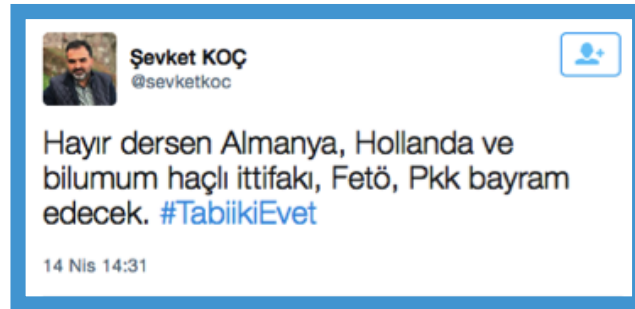 Şevket KOÇ
@sevketkoc
Hayır dersen Almanya, Hollanda ve
bilumum haçlı ittifakı, Fetö, Pkk bayram
edecek. #TabiikiEvet
14 Nis 14:31